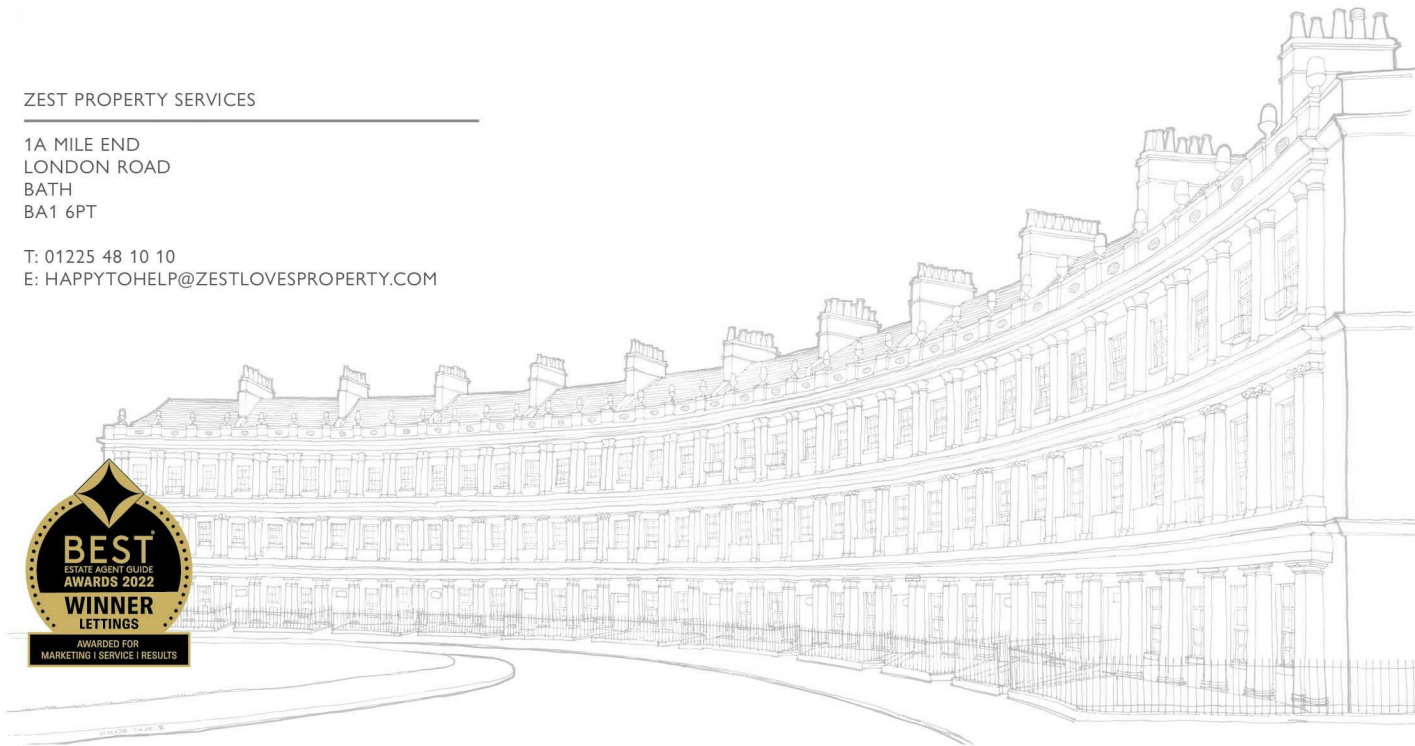 ZEST PROPERTY SERVICES
1A MILE END
LONDON ROAD
BATH
BA1 6PT
T: 01225 48 10 10
E: HAPPYTOHELP@ZESTLOVESPROPERTY.COM
BEST
ESTATE AGENT GUIDE
AWARDS 2022
WINNER
LETTINGS
AWARDED FOR
MARKETING | SERVICE | RESULTS